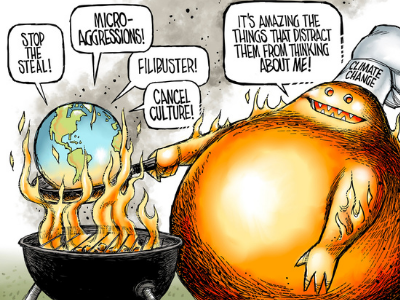 STOP
THE
STEAL!
MICRO-
AGGRESSIONS!
FILIBUSTER!
CANCEL
CULTURE!
IT'S AMAZING THE
THINGS THAT DISTRACT
THEM FROM THINKING
ABOUT ME!
CLIMATE
CHANGE